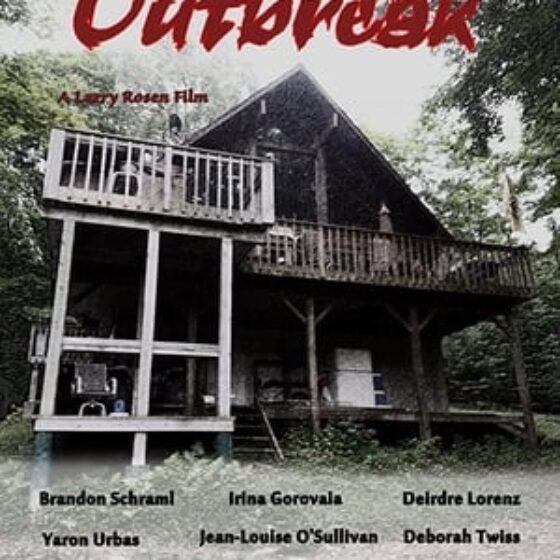 Outbreak
A Larry Rosen Film
Brandon Schraml Irina Gorovaia Deirdre Lorenz
Yaron Urbas Jean-Louise O'Sullivan Deborah Twiss